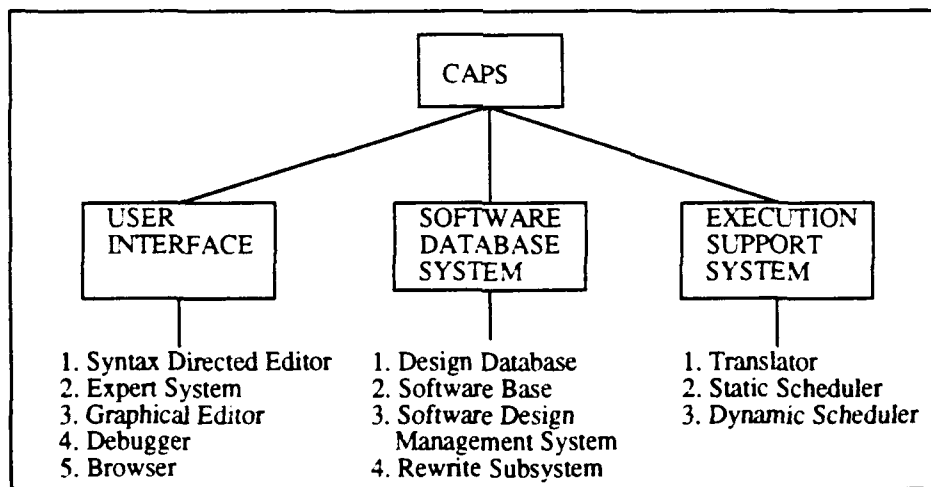 CAPS
USER
INTERFACE
SOFTWARE
DATABASE
SYSTEM
EXECUTION
SUPPORT
SYSTEM
1. Syntax Directed Editor
2. Expert System
3. Graphical Editor
4. Debugger
5. Browser
1. Design Database
2. Software Base
3. Software Design
Management System
4. Rewrite Subsystem
1. Translator
2. Static Scheduler
3. Dynamic Scheduler